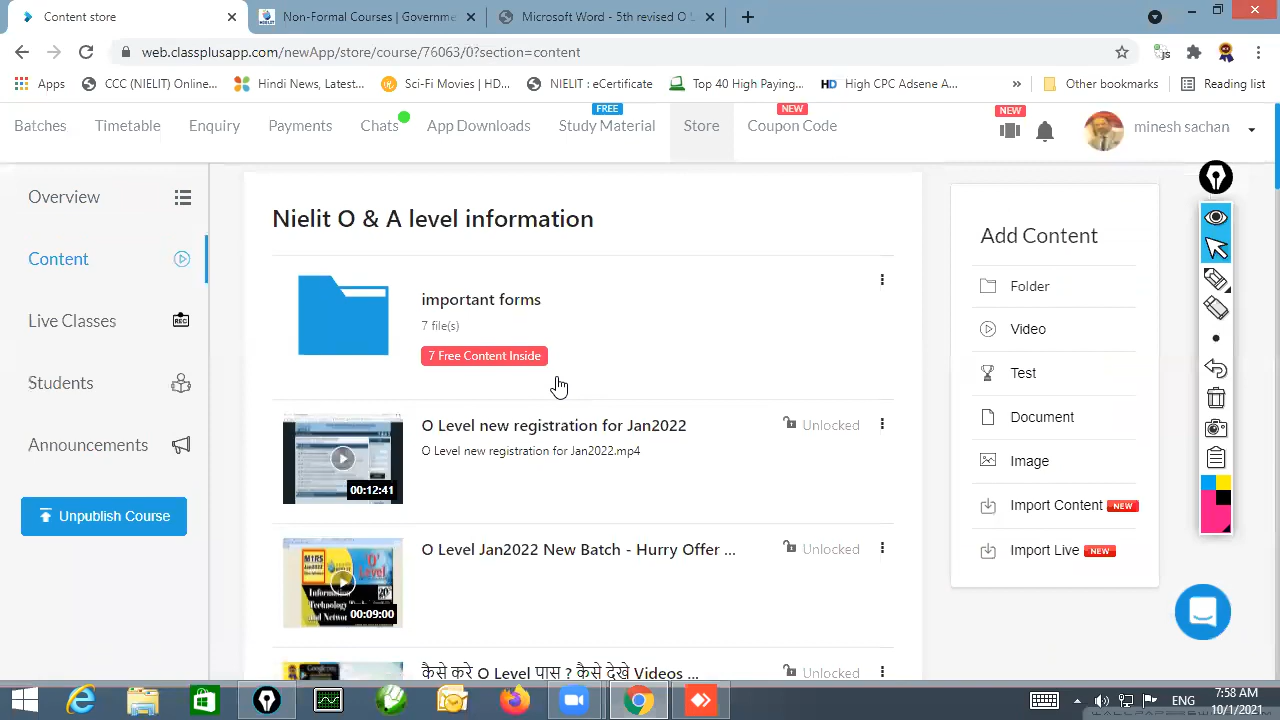 Content store
Non-Formal Courses | Governme
Microsoft Word - 5th revised O
web.classplusapp.com/newApp/store/course/76063/0?section=content
Apps
CCC (NIELIT) Online...
Hindi News, Latest...
Sci-Fi Movies | HD...
NIELIT : eCertificate
Top 40 High Paying...
High CPC Adsene A...
»
Other bookmarks
Reading list
Batches
Timetable
Enquiry
Payments
Chats
App Downloads
FREE
Study Material
Store
NEW
Coupon Code
NEW
minesh sachan
Overview
Content
Live Classes
REC
Students
Announcements
Unpublish Course
Nielit O & A level information
important forms
7 file(s)
7 Free Content Inside
O Level new registration for Jan2022
O Level new registration for Jan2022.mp4
Unlocked
00:12:41
O Level Jan2022 New Batch - Hurry Offer ...
Unlocked
00:09:00
कैसे करे O Level पास ? कैसे देखे Videos ...
Unlocked
Add Content
Folder
Video
Test
Document
Image
Import Content NEW
Import Live NEW
ENG
7:58 AM
10/1/2021